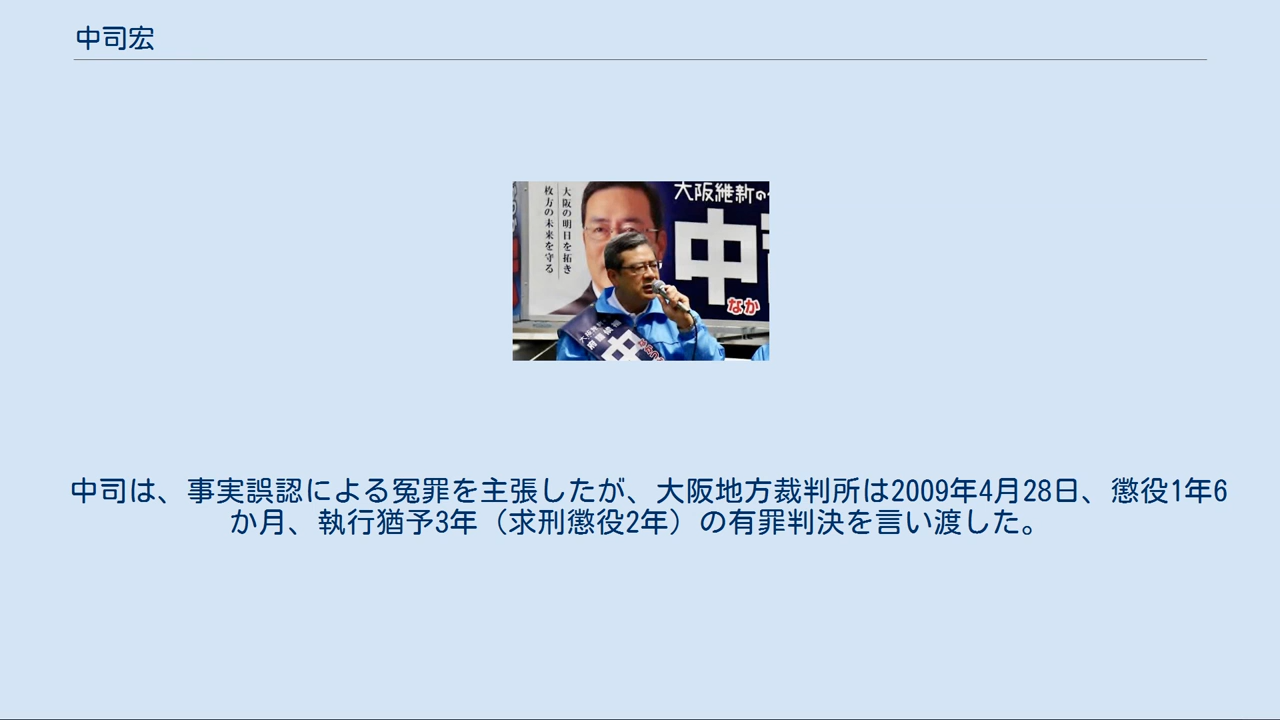 中司宏
大阪の明日を拓き
枚方の未来を守る
大阪維新の
中
なか
中
中司は、事実誤認による冤罪を主張したが、大阪地方裁判所は2009年4月28日、懲役1年6
か月、執行猶予3年（求刑懲役2年）の有罪判決を言い渡した。